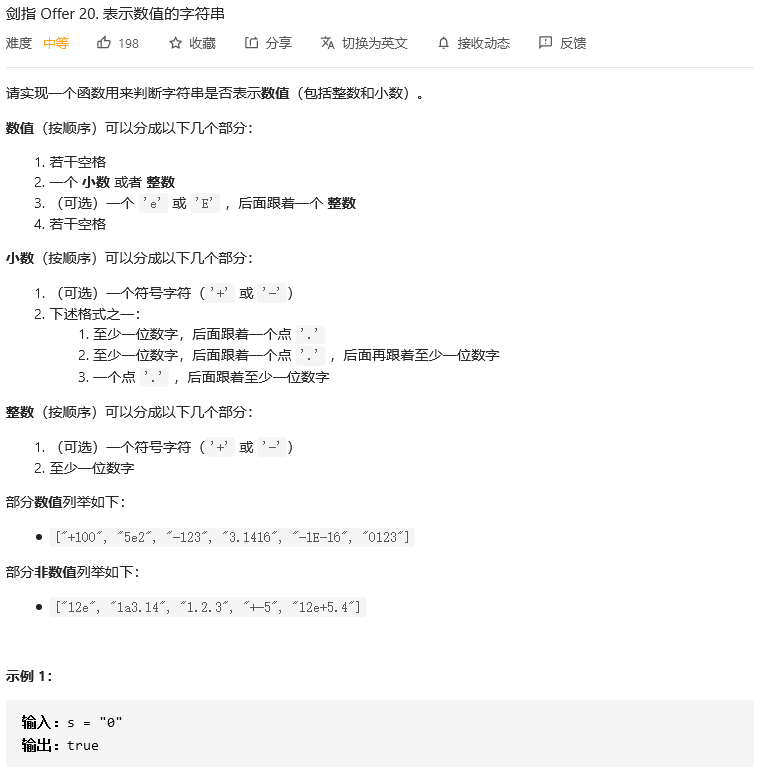 剑指 Offer 20. 表示数值的字符串
难度 中等 198 收藏 分享 切换为英文 接收动态 反馈
请实现一个函数用来判断字符串是否表示数值（包括整数和小数）。
数值（按顺序）可以分成以下几个部分：
1. 若干空格
2. 一个 小数 或者 整数
3. （可选）一个 'e' 或 'E' ，后面跟着一个 整数
4. 若干空格
小数（按顺序）可以分成以下几个部分：
1. （可选）一个符号字符（'+' 或 '-'）
2. 下述格式之一：
1. 至少一位数字，后面跟着一个点 '.'
2. 至少一位数字，后面跟着一个点 '.' ，后面再跟着至少一位数字
3. 一个点 '.' ，后面跟着至少一位数字
整数（按顺序）可以分成以下几个部分：
1. （可选）一个符号字符（'+' 或 '-'）
2. 至少一位数字
部分数值列举如下：
● ["+100", "5e2", "-123", "3.1416", "-1E-16", "0123"]
部分非数值列举如下：
● ["12e", "1a3.14", "1.2.3", "+-5", "12e+5.4"]
示例 1：
输入：s = "0"
输出：true